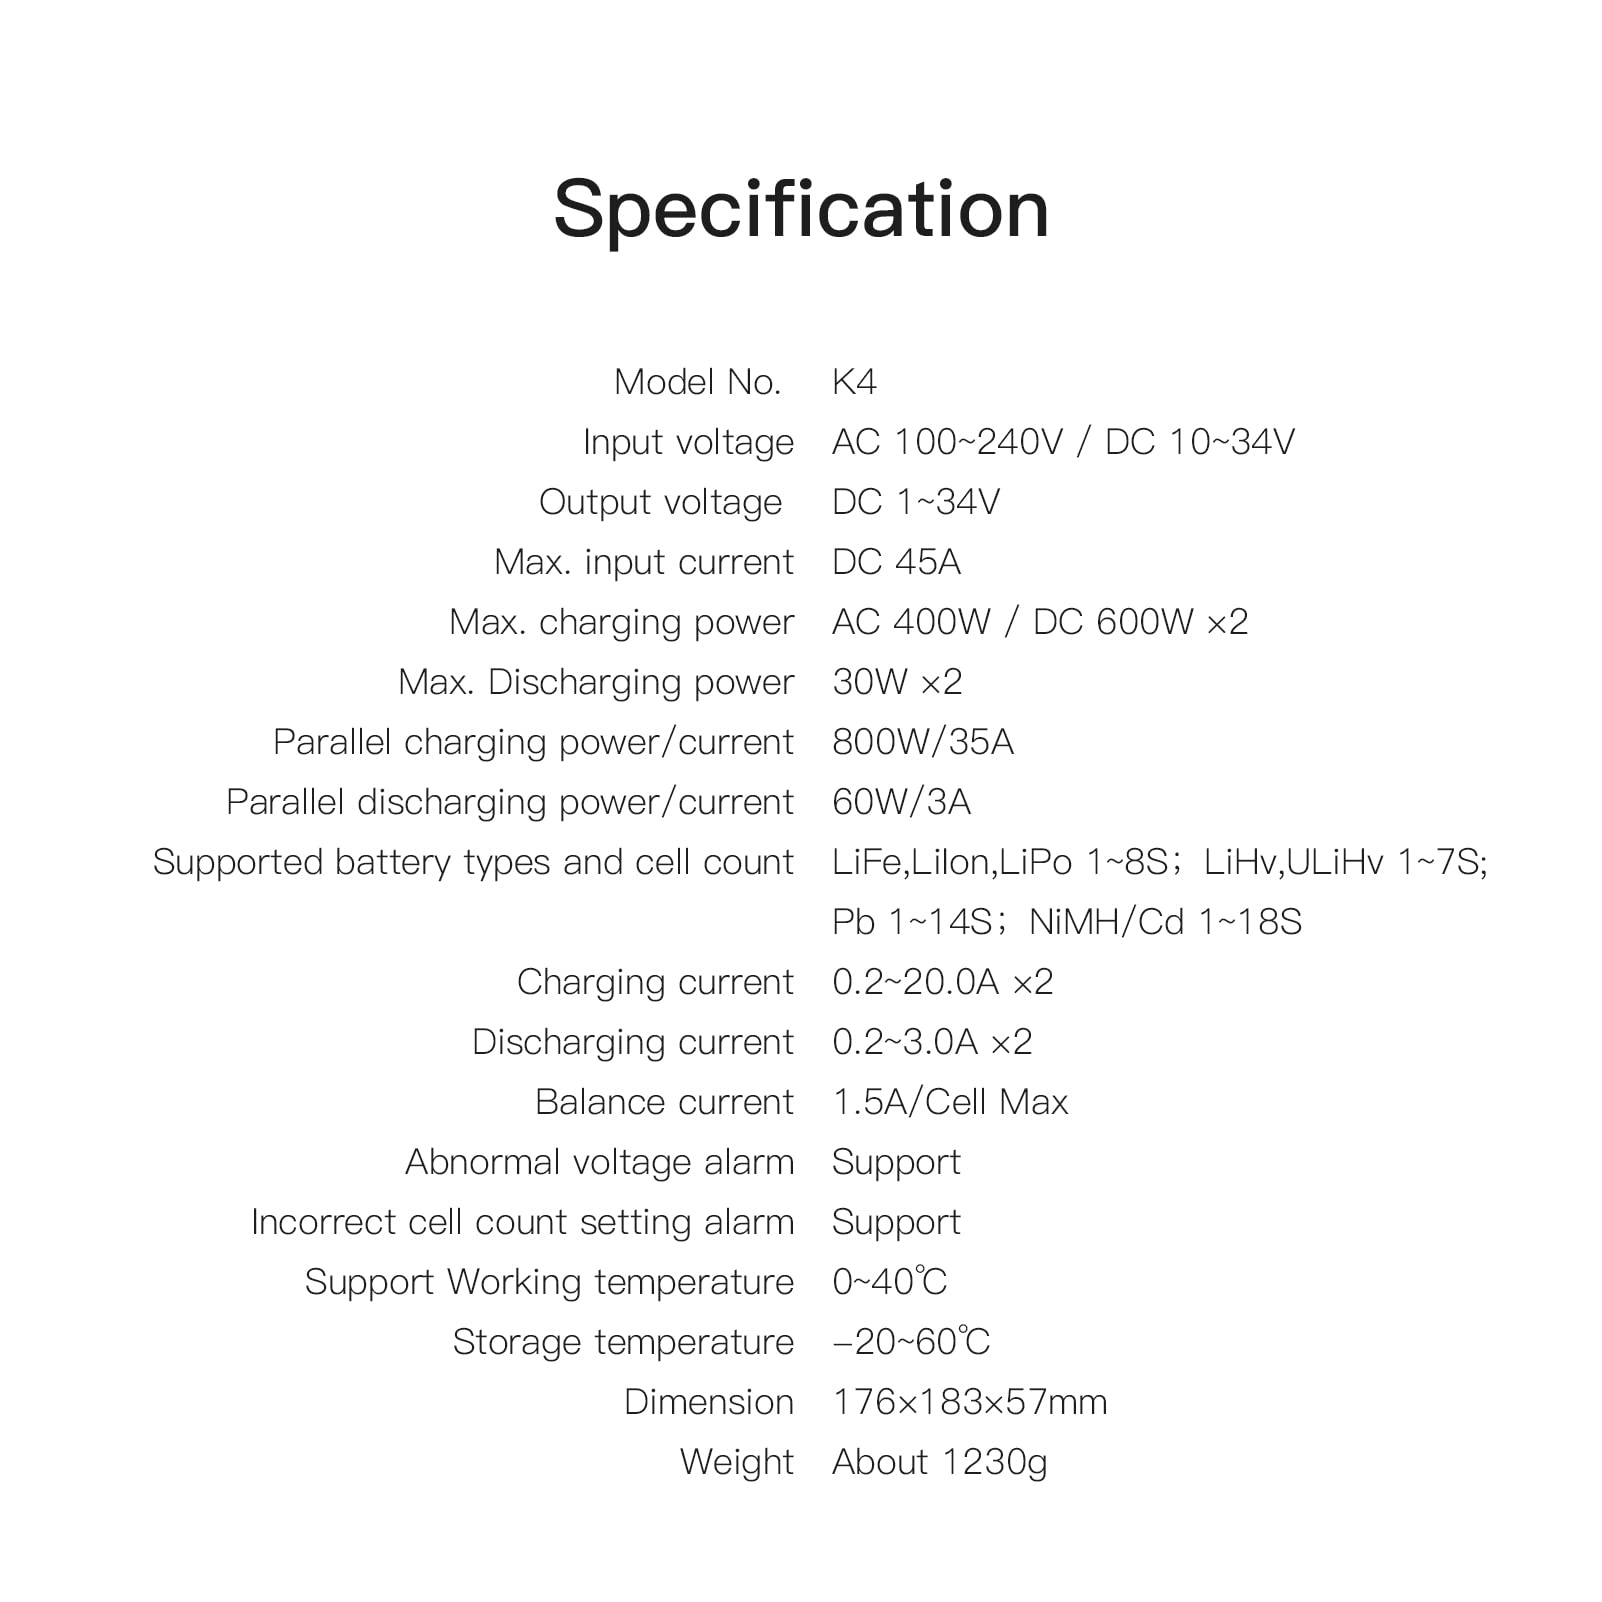 Specification
Model No. K4
Input voltage AC 100~240V / DC 10~34V
Output voltage DC 1~34V
Max. input current DC 45A
Max. charging power AC 400W / DC 600W ×2
Max. Discharging power 30W ×2
Parallel charging power/current 800W/35A
Parallel discharging power/current 60W/3A
Supported battery types and cell count LiFe,LiIon,LiPo 1~8S；LiHv,ULiHv 1~7S;
Pb 1~14S；NiMH/Cd 1~18S
Charging current 0.2~20.0A ×2
Discharging current 0.2~3.0A ×2
Balance current 1.5A/Cell Max
Abnormal voltage alarm Support
Incorrect cell count setting alarm Support
Support Working temperature 0~40℃
Storage temperature –20~60℃
Dimension 176×183×57mm
Weight About 1230g